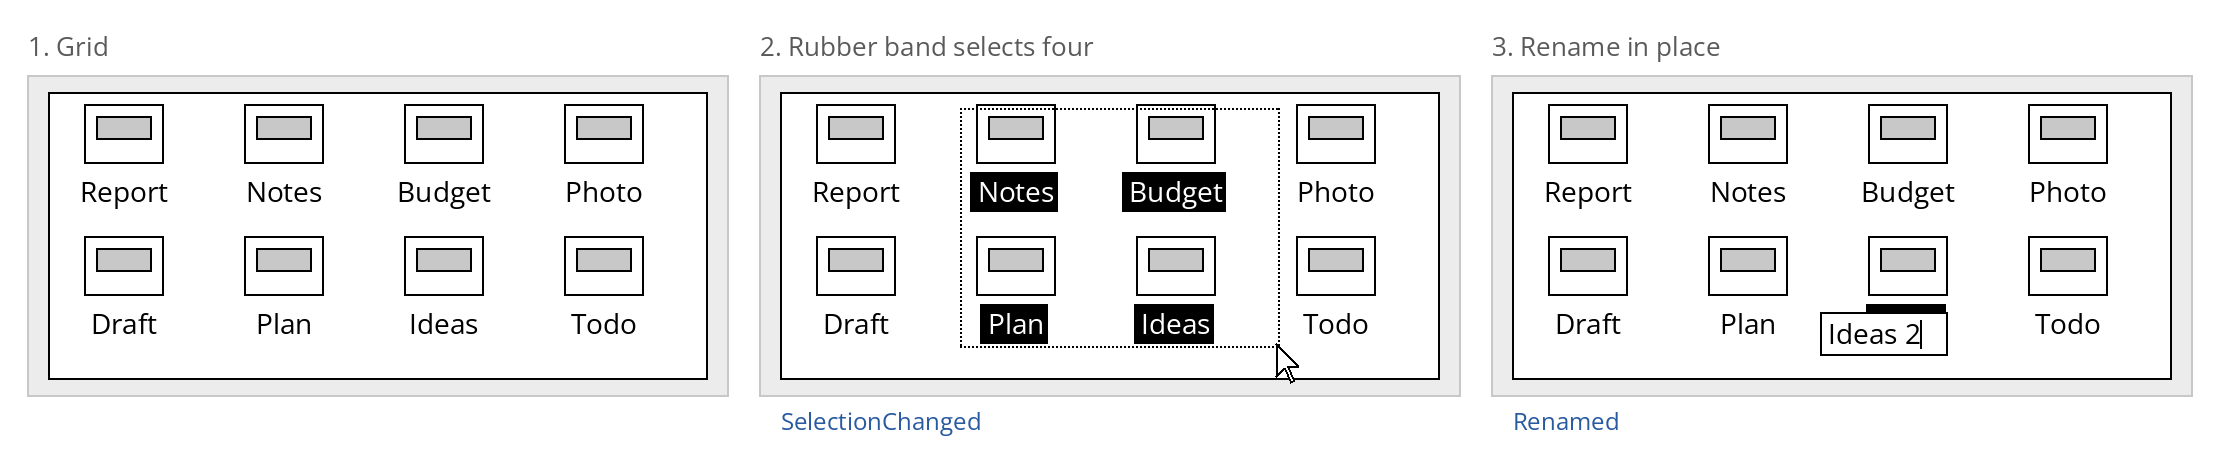 1. Grid
Report Notes Budget Photo
Draft Plan Ideas Todo
2. Rubber band selects four
Report Notes Budget Photo
Draft Plan Ideas Todo
SelectionChanged
3. Rename in place
Report Notes Budget Photo
Draft Plan Ideas 2 Todo
Renamed